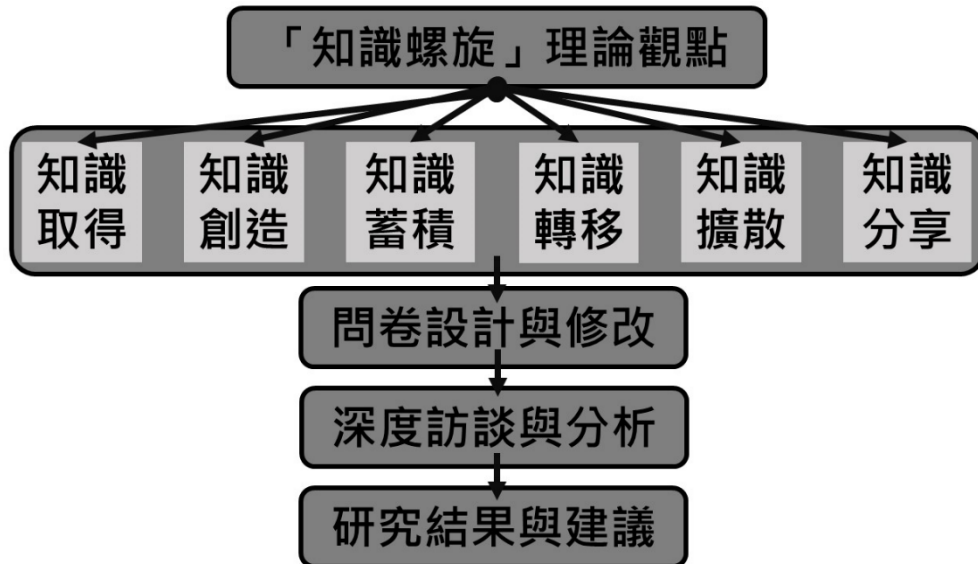 「知識螺旋」理論觀點
知識
取得
知識
創造
知識
蓄積
知識
轉移
知識
擴散
知識
分享
問卷設計與修改
深度訪談與分析
研究結果與建議